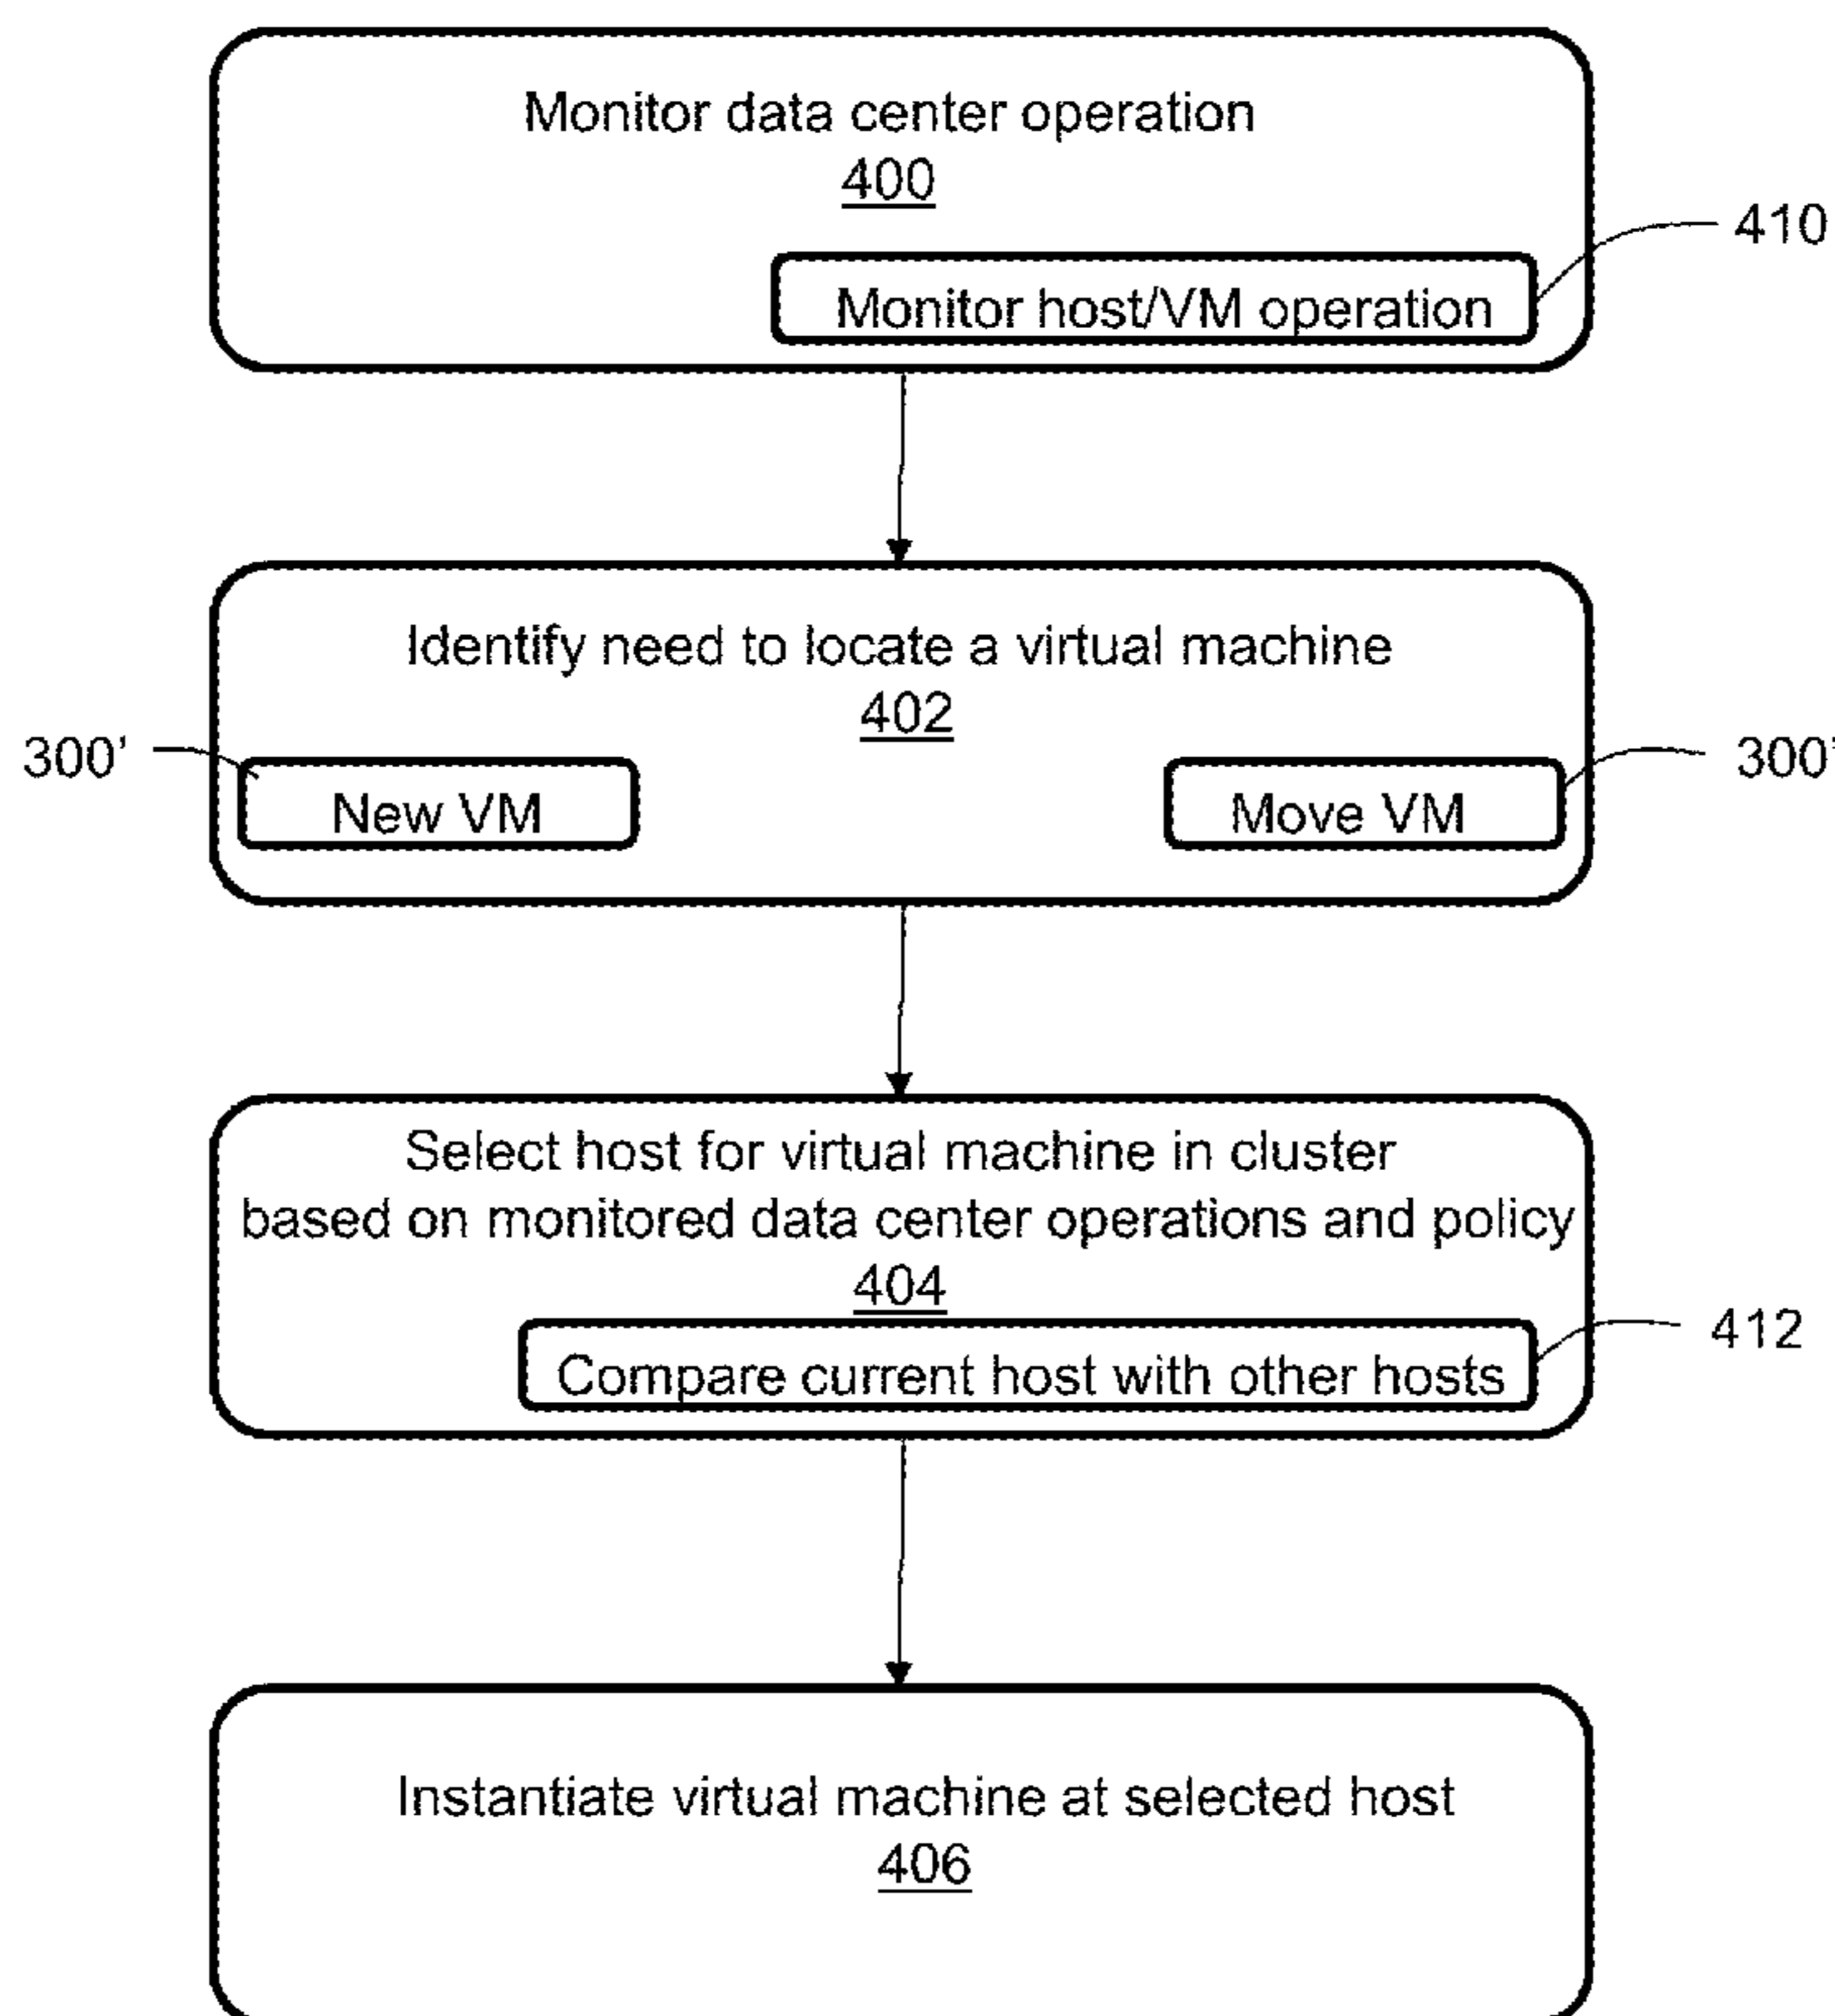 Monitor data center operation
400
410
Monitor host/VM operation
Identify need to locate a virtual machine
402
300’
300’
New VM
Move VM
Select host for virtual machine in cluster
based on monitored data center operations and policy
404
412
Compare current host with other hosts
Instantiate virtual machine at selected host
406